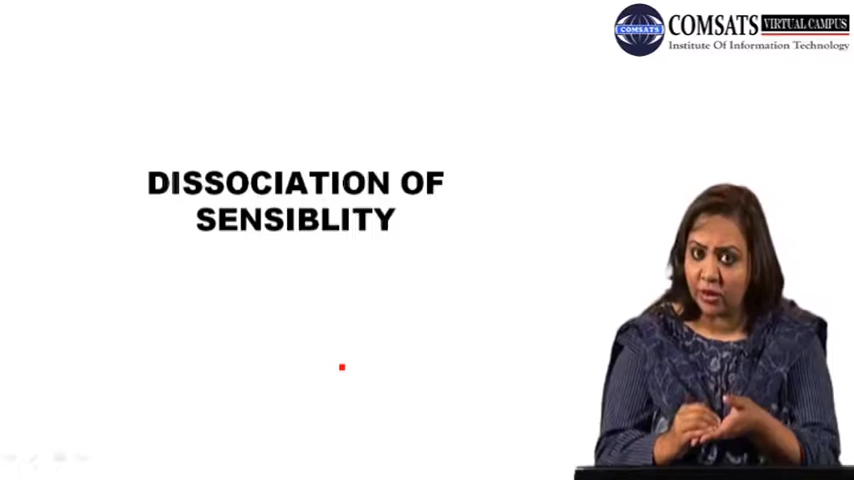 COMSATS VIRTUAL CAMPUS
Institute Of Information Technology
COMSATS
DISSOCIATION OF
SENSIBLITY